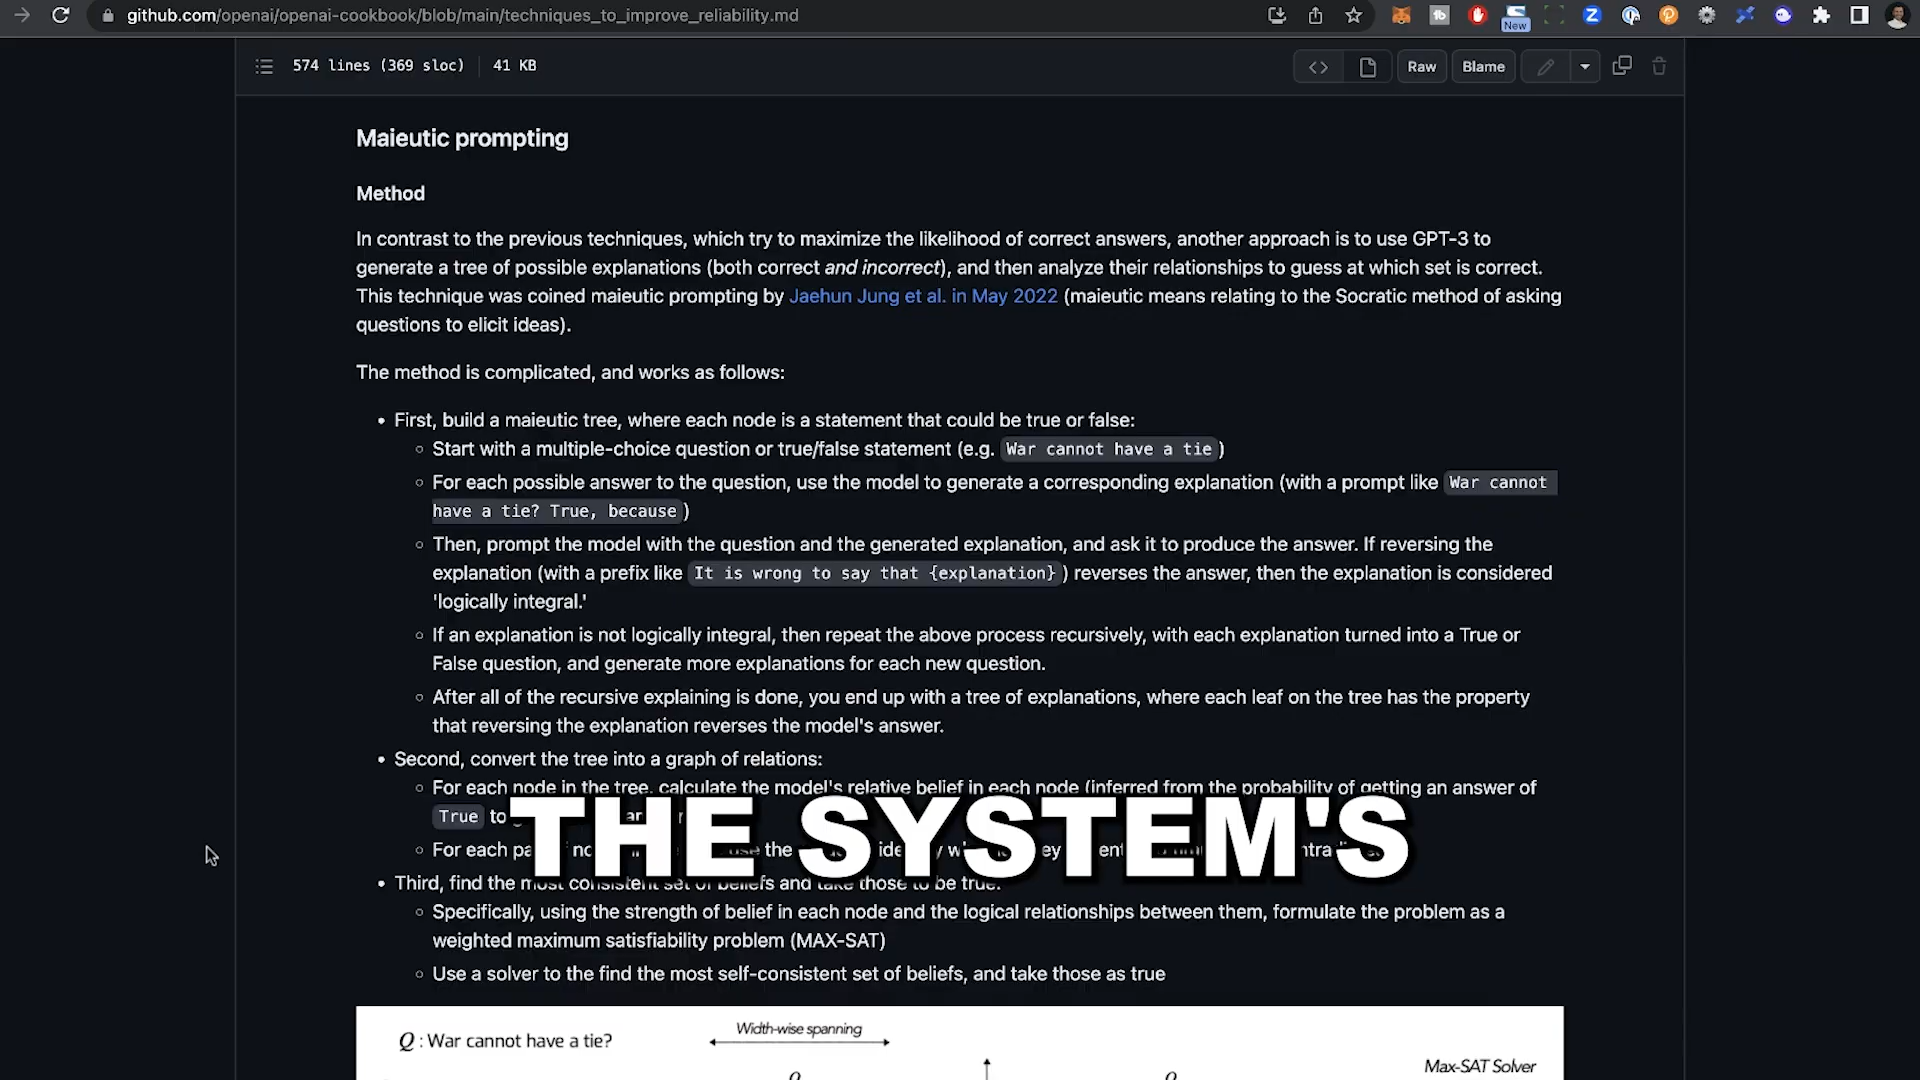 github.com/openai/openai-cookbook/blob/main/techniques_to_improve_reliability.md
New
574 lines (369 sloc) 41 KB
Raw Blame
Maieutic prompting
Method
In contrast to the previous techniques, which try to maximize the likelihood of correct answers, another approach is to use GPT-3 to
generate a tree of possible explanations (both correct and incorrect), and then analyze their relationships to guess at which set is correct.
This technique was coined maieutic prompting by Jaehun Jung et al. in May 2022 (maieutic means relating to the Socratic method of asking
questions to elicit ideas).
The method is complicated, and works as follows:
• First, build a maieutic tree, where each node is a statement that could be true or false:
◦ Start with a multiple-choice question or true/false statement (e.g. War cannot have a tie)
◦ For each possible answer to the question, use the model to generate a corresponding explanation (with a prompt like War cannot
have a tie? True, because)
◦ Then, prompt the model with the question and the generated explanation, and ask it to produce the answer. If reversing the
explanation (with a prefix like It is wrong to say that {explanation}) reverses the answer, then the explanation is considered
'logically integral.'
◦ If an explanation is not logically integral, then repeat the above process recursively, with each explanation turned into a True or
False question, and generate more explanations for each new question.
◦ After all of the recursive explaining is done, you end up with a tree of explanations, where each leaf on the tree has the property
that reversing the explanation reverses the model's answer.
• Second, convert the tree into a graph of relations:
◦ For each node in the tree, calculate the model's relative belief in each node (inferred from the probability of getting an answer of
True to
THE SYSTEM'S
◦ For each the
• Third, find the most consistent set of beliefs and take those to be true.
◦ Specifically, using the strength of belief in each node and the logical relationships between them, formulate the problem as a
weighted maximum satisfiability problem (MAX-SAT)
◦ Use a solver to the find the most self-consistent set of beliefs, and take those as true
Q : War cannot have a tie?
Width-wise spanning
Max-SAT Solver